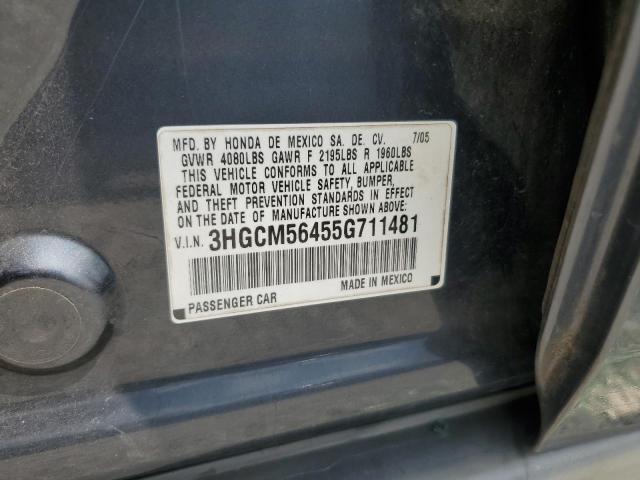 MFD. BY HONDA DE MEXICO SA. DE. CV. 7/05
GVWR 4080LBS GAWR F 2195LBS R 1960LBS
THIS VEHICLE CONFORMS TO ALL APPLICABLE
FEDERAL MOTOR VEHICLE SAFETY, BUMPER,
AND THEFT PREVENTION STANDARDS IN EFFECT
ON THE DATE OF MANUFACTURE SHOWN ABOVE:
V.I.N. 3HGCM56455G711481
PASSENGER CAR MADE IN MEXICO